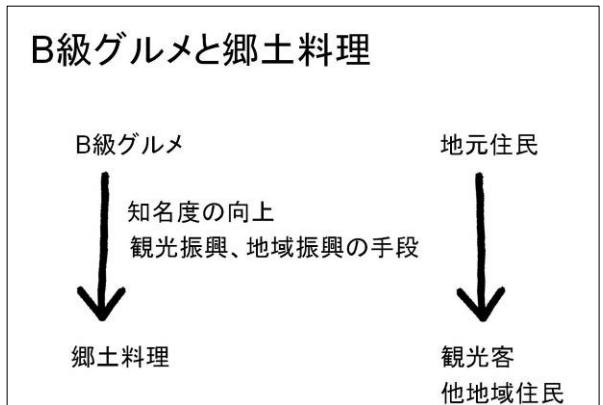 B級グルメと郷土料理
B級グルメ
地元住民
知名度の向上
観光振興、地域振興の手段
郷土料理
観光客
他地域住民